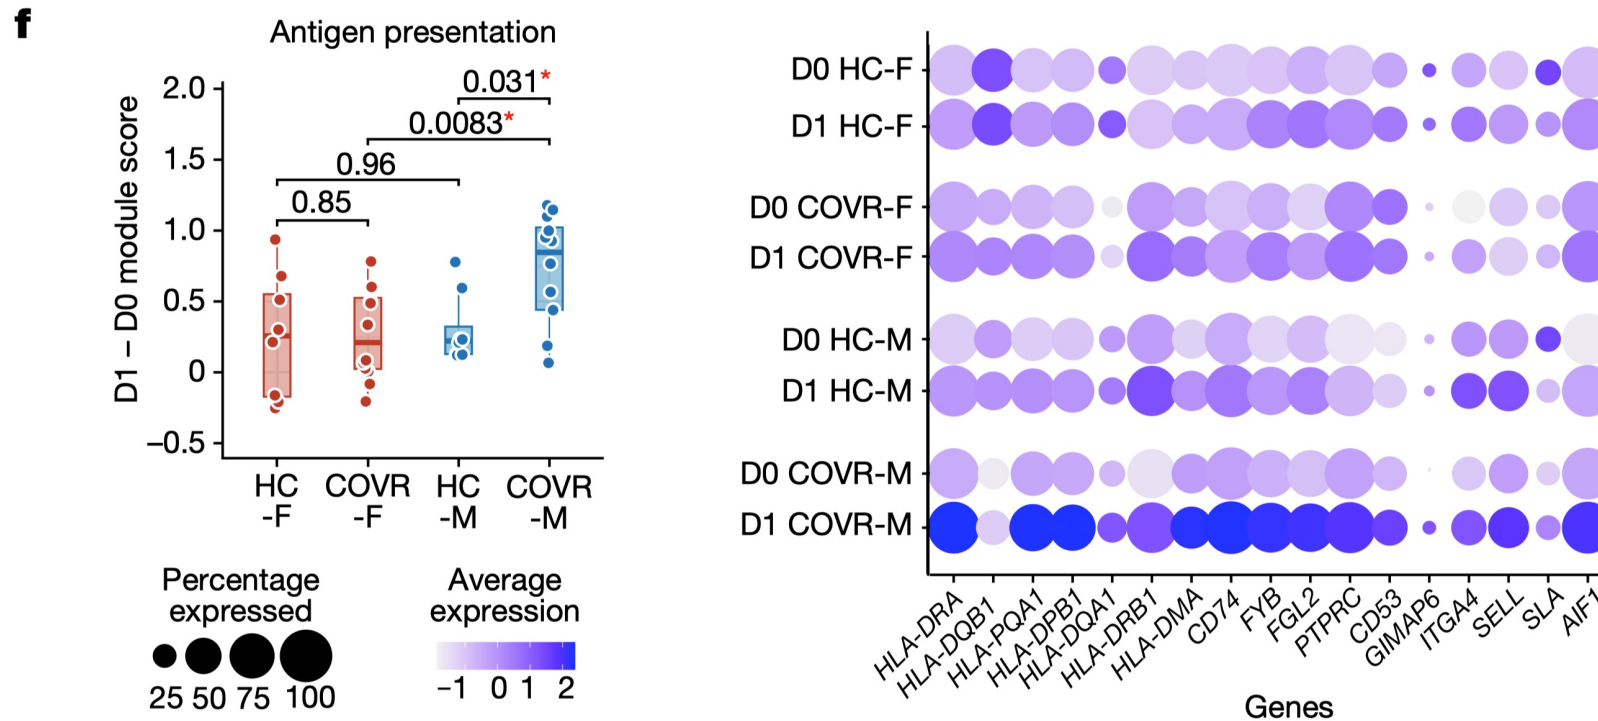 f
Antigen presentation
D1 – D0 module score
2.0
1.5
1.0
0.5
0
–0.5
0.031*
0.0083*
0.96
0.85
HC
-F
COVR
-F
HC
-M
COVR
-M
Percentage
expressed
25 50 75 100
Average
expression
–1 0 1 2
D0 HC-F
D1 HC-F
D0 COVR-F
D1 COVR-F
D0 HC-M
D1 HC-M
D0 COVR-M
D1 COVR-M
HLA-DRA
HLA-DQB1
HLA-PQA1
HLA-DPB1
HLA-DQA1
HLA-DRB1
HLA-DMA
CD74
FYB
FGL2
PTPRC
CD53
GIMAP6
ITGA4
SELL
SLA
AIF1
Genes